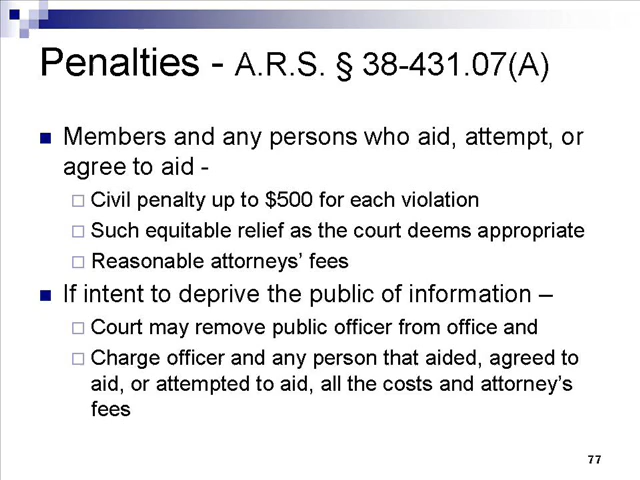 Penalties - A.R.S. § 38-431.07(A)
Members and any persons who aid, attempt, or
agree to aid -
Civil penalty up to $500 for each violation
Such equitable relief as the court deems appropriate
Reasonable attorneys’ fees
If intent to deprive the public of information –
Court may remove public officer from office and
Charge officer and any person that aided, agreed to
aid, or attempted to aid, all the costs and attorney’s
fees
77